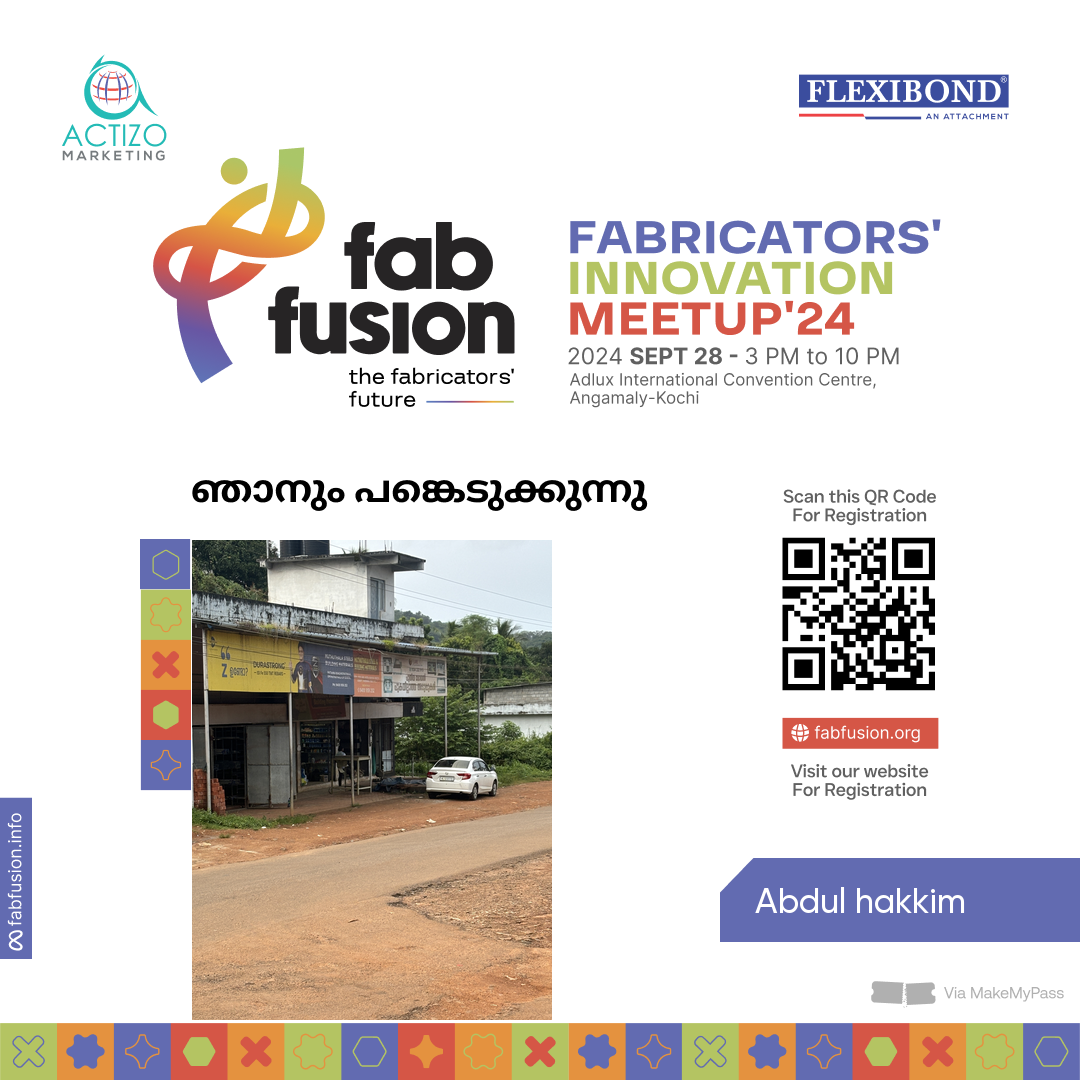 ACTIZO
MARKETING
FLEXIBOND®
AN ATTACHMENT
fab
fusion
the fabricators'
future
FABRICATORS'
INNOVATION
MEETUP'24
2024 SEPT 28 - 3 PM to 10 PM
Adlux International Convention Centre,
Angamaly-Kochi
ഞാനും പങ്കെടുക്കുന്നു
Scan this QR Code
For Registration
DURASTRONG
fabfusion.org
Visit our website
For Registration
fabfusion.info
Abdul hakkim
Via MakeMyPass